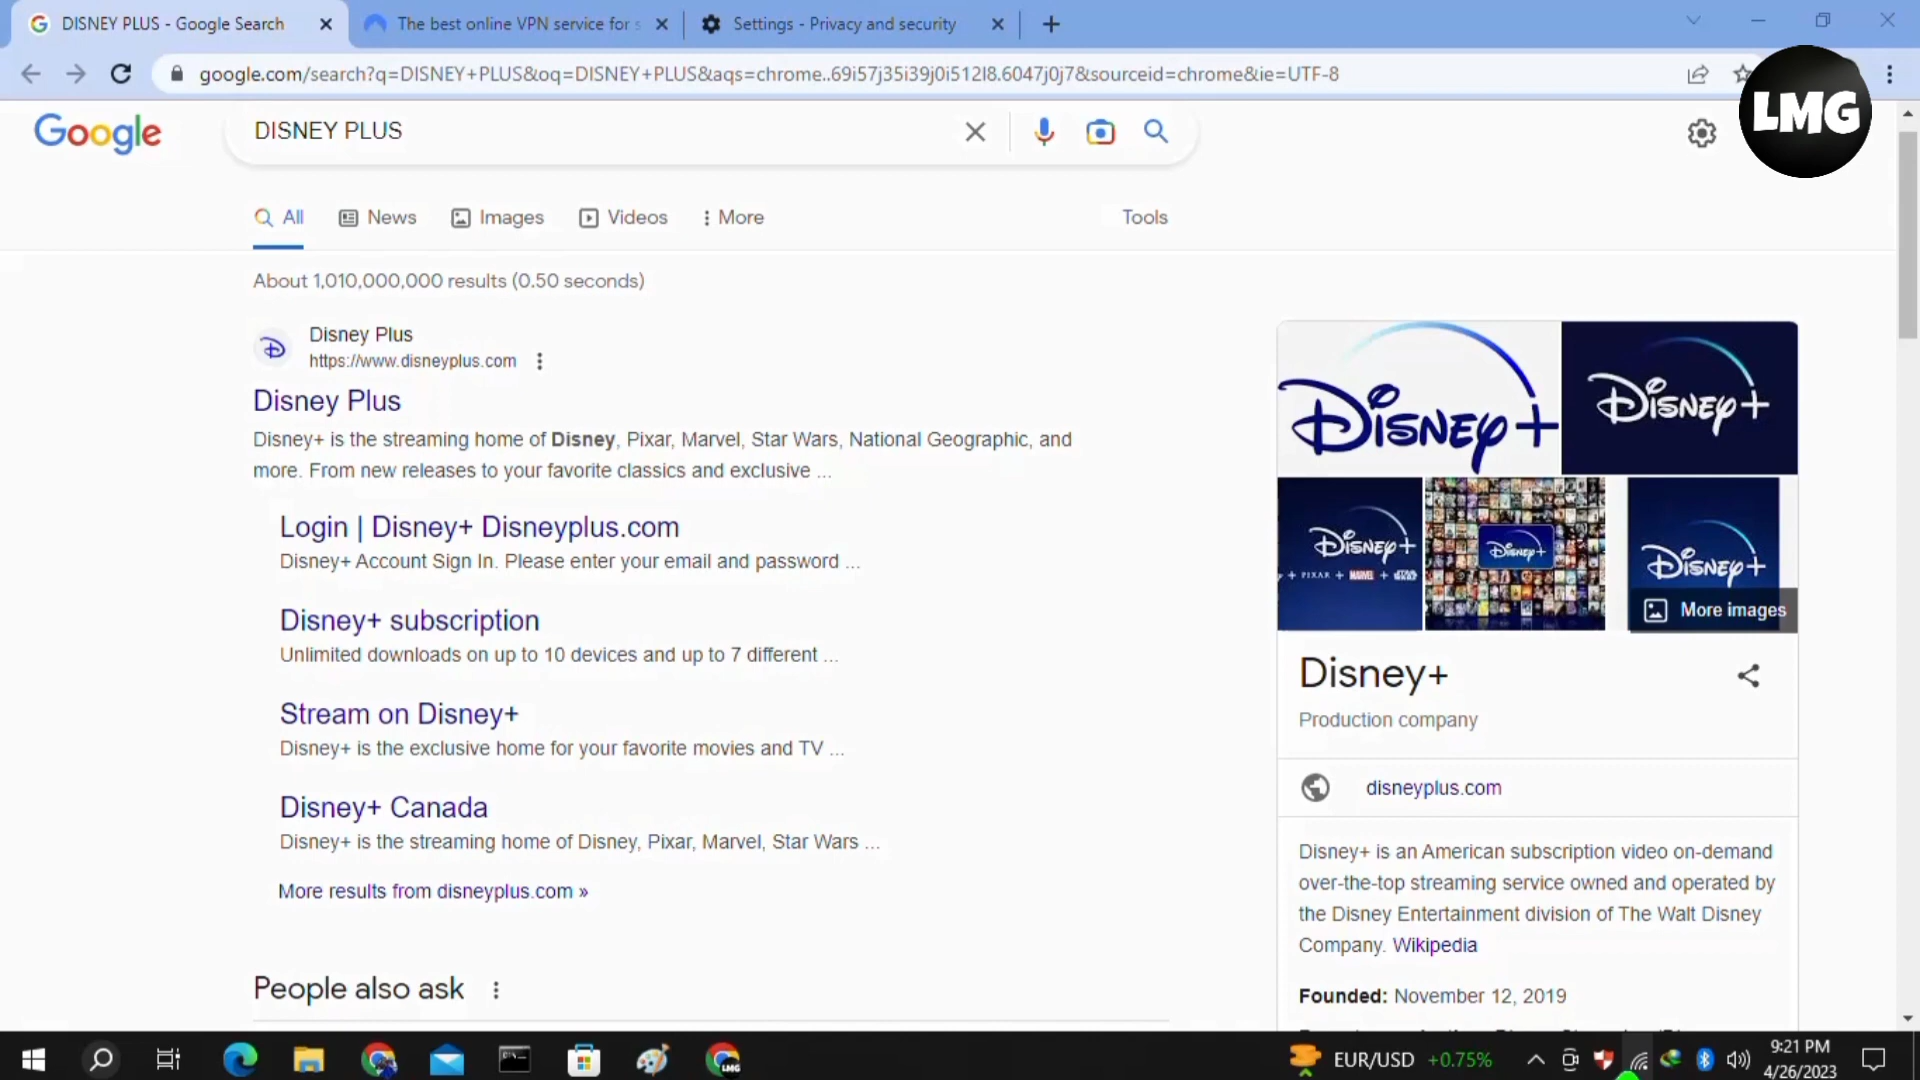 DISNEY PLUS - Google Search
The best online VPN service for s
Settings - Privacy and security
google.com/search?q=DISNEY+PLUS&oq=DISNEY+PLUS&aqs=chrome..69i57j35i39j0i512l8.6047j0j7&sourceid=chrome&ie=UTF-8
LMG
Google
DISNEY PLUS
All
News
Images
Videos
More
Tools
About 1,010,000,000 results (0.50 seconds)
Disney Plus
https://www.disneyplus.com
Disney Plus
Disney+ is the streaming home of Disney, Pixar, Marvel, Star Wars, National Geographic, and
more. From new releases to your favorite classics and exclusive ...
Login | Disney+ Disneyplus.com
Disney+ Account Sign In. Please enter your email and password ...
Disney+ subscription
Unlimited downloads on up to 10 devices and up to 7 different ...
Stream on Disney+
Disney+ is the exclusive home for your favorite movies and TV ...
Disney+ Canada
Disney+ is the streaming home of Disney, Pixar, Marvel, Star Wars ...
More results from disneyplus.com »
People also ask
Disney+
Disney+
Disney+
+ PIXAR + MARVEL + STAR WARS
Disney+
Disney+
More images
Disney+
Production company
disneyplus.com
Disney+ is an American subscription video on-demand
over-the-top streaming service owned and operated by
the Disney Entertainment division of The Walt Disney
Company. Wikipedia
Founded: November 12, 2019
LMG
EUR/USD +0.75%
9:21 PM
4/26/2023